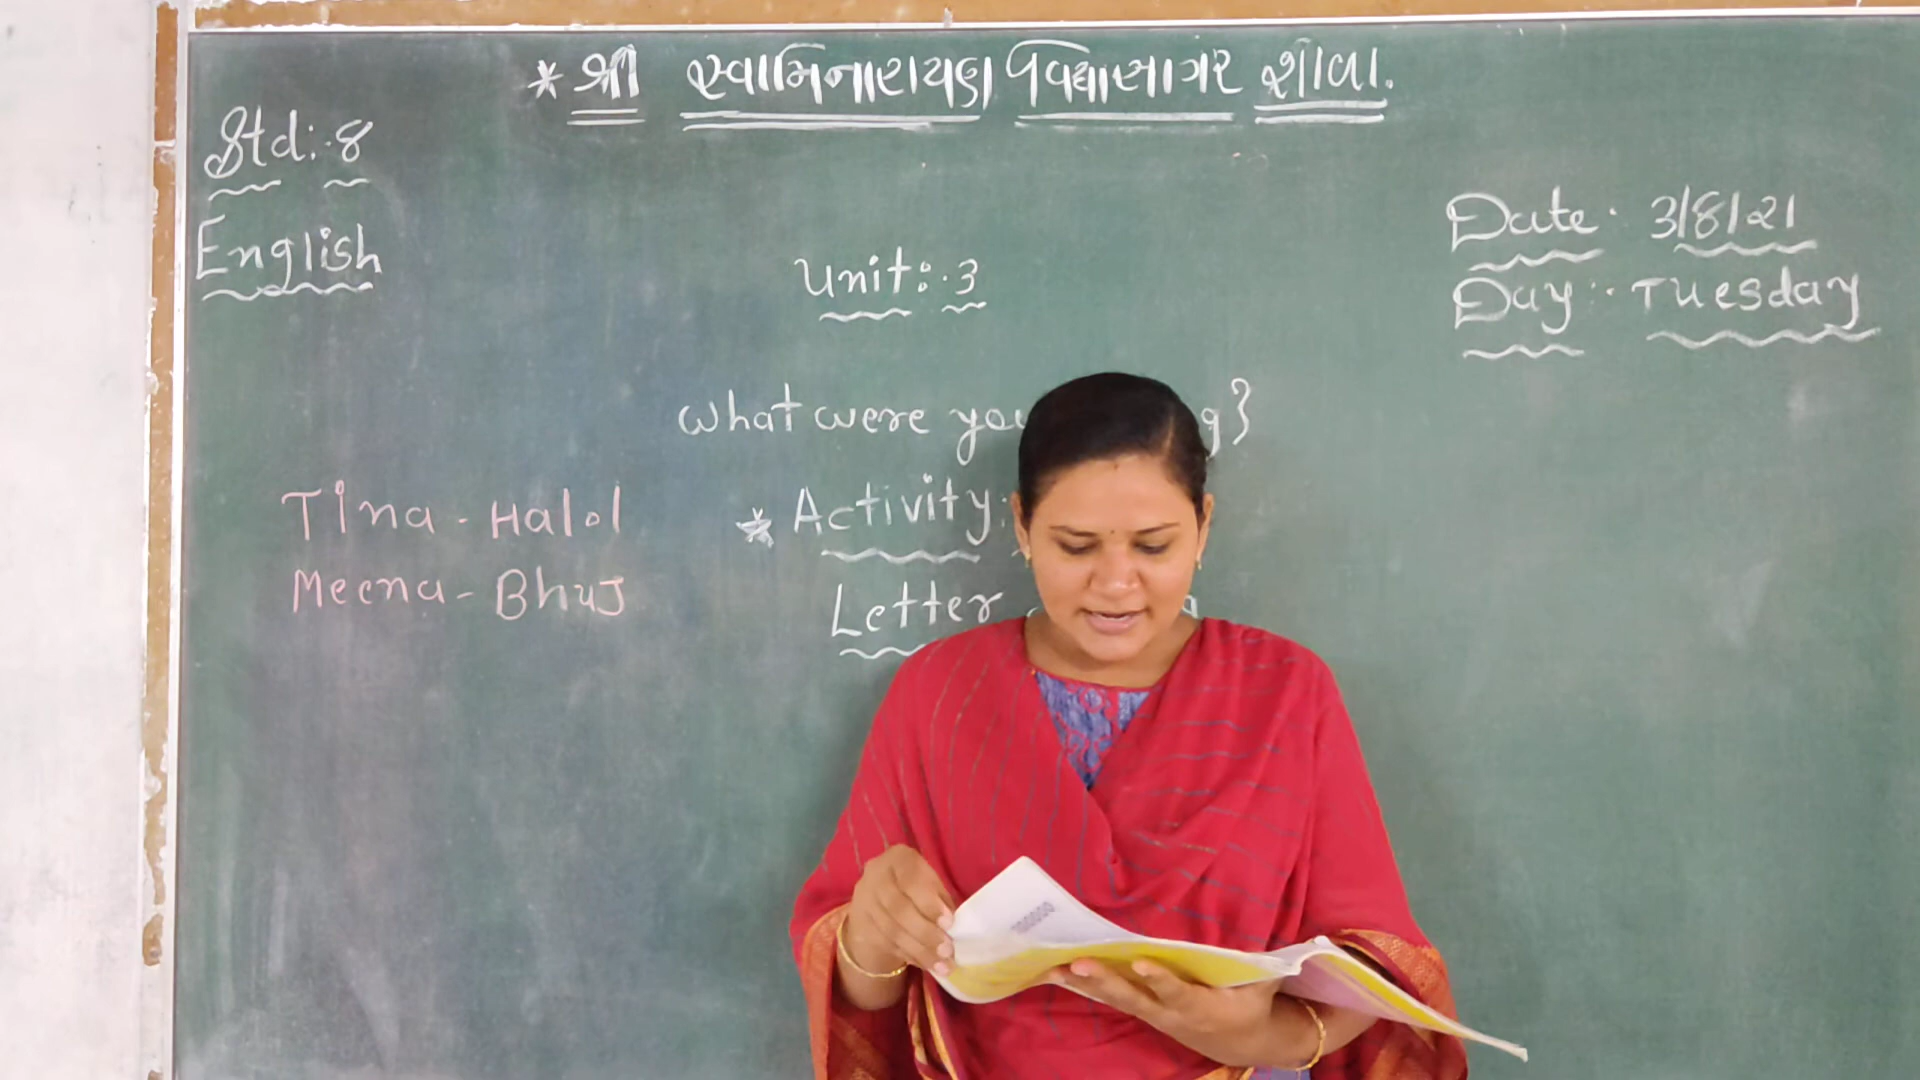 * શ્રી સ્વામિનારાયણ વિદ્યાસાગર શાળા.
Std:- 8
English
Date: 3/8/21
Day:- Tuesday
Unit:- 3
What were
* Activity:
Letter
Tina - Halol
Meena - Bhuj